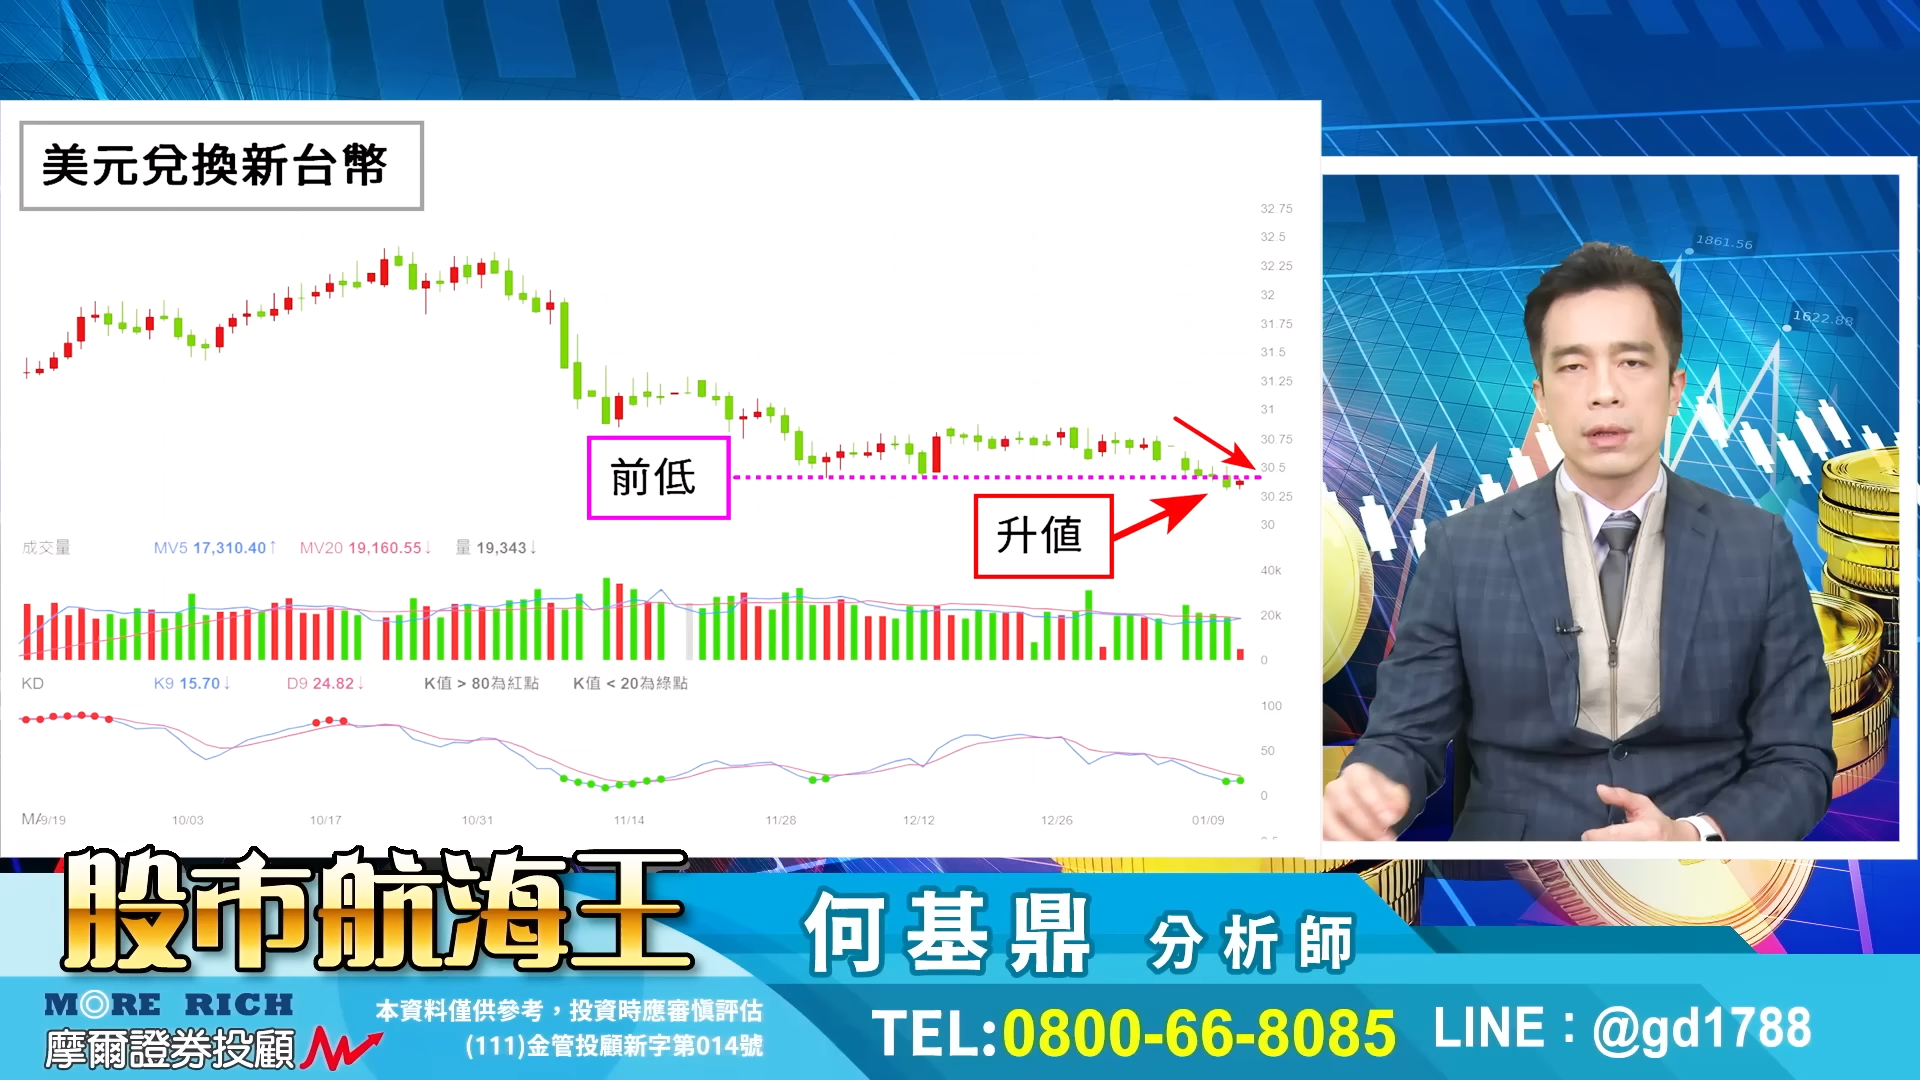 美元兌換新台幣
32.75
32.5
32.25
32
31.75
31.5
31.25
31
30.75
30.5
30.25
30
前低
升值
成交量 MV5 17,310.40↑ MV20 19,160.55↓ 量 19,343↓
40k
20k
0
KD K9 15.70↓ D9 24.82↓ K值 > 80為紅點 K值 < 20為綠點
100
50
0
MA 9/19 10/03 10/17 10/31 11/14 11/28 12/12 12/26 01/09
1861.56
1622.88
股市航海王
何基鼎 分析師
MORE RICH
摩爾證券投顧
本資料僅供參考，投資時應審慎評估
(111)金管投顧新字第014號
TEL:0800-66-8085
LINE：@gd1788